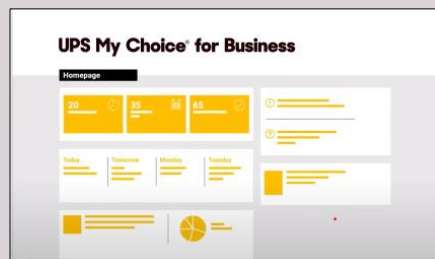 UPS My Choice® for Business
Homepage
20
35
65
Today
Tomorrow
Monday
Tuesday